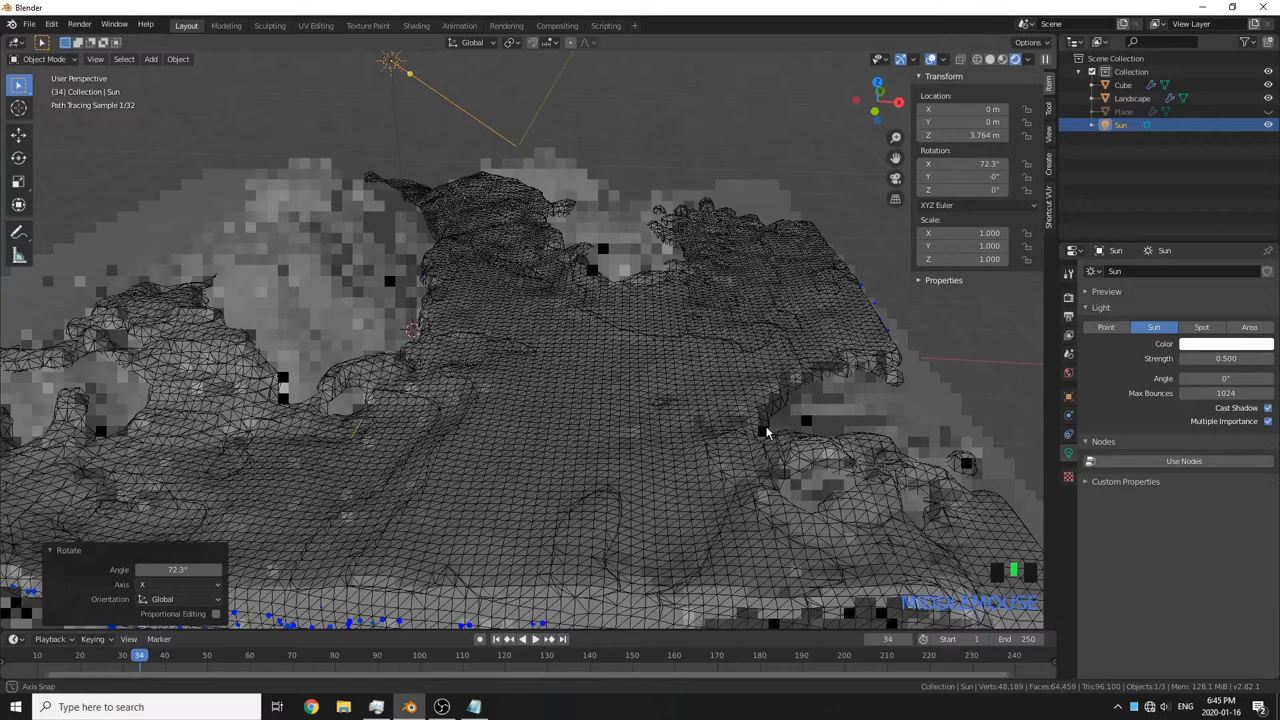 Blender
File Edit Render Window Help Layout Modeling Sculpting UV Editing Texture Paint Shading Animation Rendering Compositing Scripting + Scene View Layer
Global Options
Object Mode View Select Add Object
User Perspective
(34) Collection | Sun
Path Tracing Sample 1/32
Transform
Location:
X 0 m
Y 0 m
Z 3.764 m
Rotation:
X 72.3°
Y -0°
Z 0°
XYZ Euler
Scale:
X 1.000
Y 1.000
Z 1.000
Properties
Item
Tool
View
Create
Shortcut VUr
Scene Collection
Collection
Cube
Landscape
Plane
Sun
Sun Sun
Sun
Preview
Light
Point Sun Spot Area
Color
Strength 0.500
Angle 0°
Max Bounces 1024
Cast Shadow
Multiple Importance
Nodes
Use Nodes
Custom Properties
Rotate
Angle 72.3°
Axis X
Orientation Global
Proportional Editing
MIDDLEMOUSE
Playback Keying View Marker 34 Start 1 End 250
10 20 30 34 40 50 60 70 80 90 100 110 120 130 140 150 160 170 180 190 200 210 220 230 240
Axis Snap
Collection | Sun | Verts:48,189 | Faces:64,459 | Tris:96,100 | Objects:1/3 | Mem: 128.1 MiB | v2.82.1
Type here to search
ENG 6:45 PM
2020-01-16
2